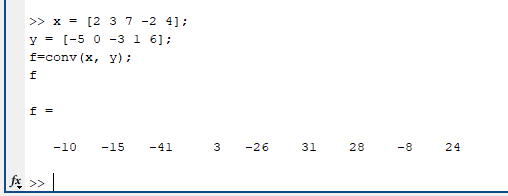 >> x = [2 3 7 -2 4];
y = [-5 0 -3 1 6];
f=conv(x, y);
f
f =
-10 -15 -41 3 -26 31 28 -8 24
fx >>